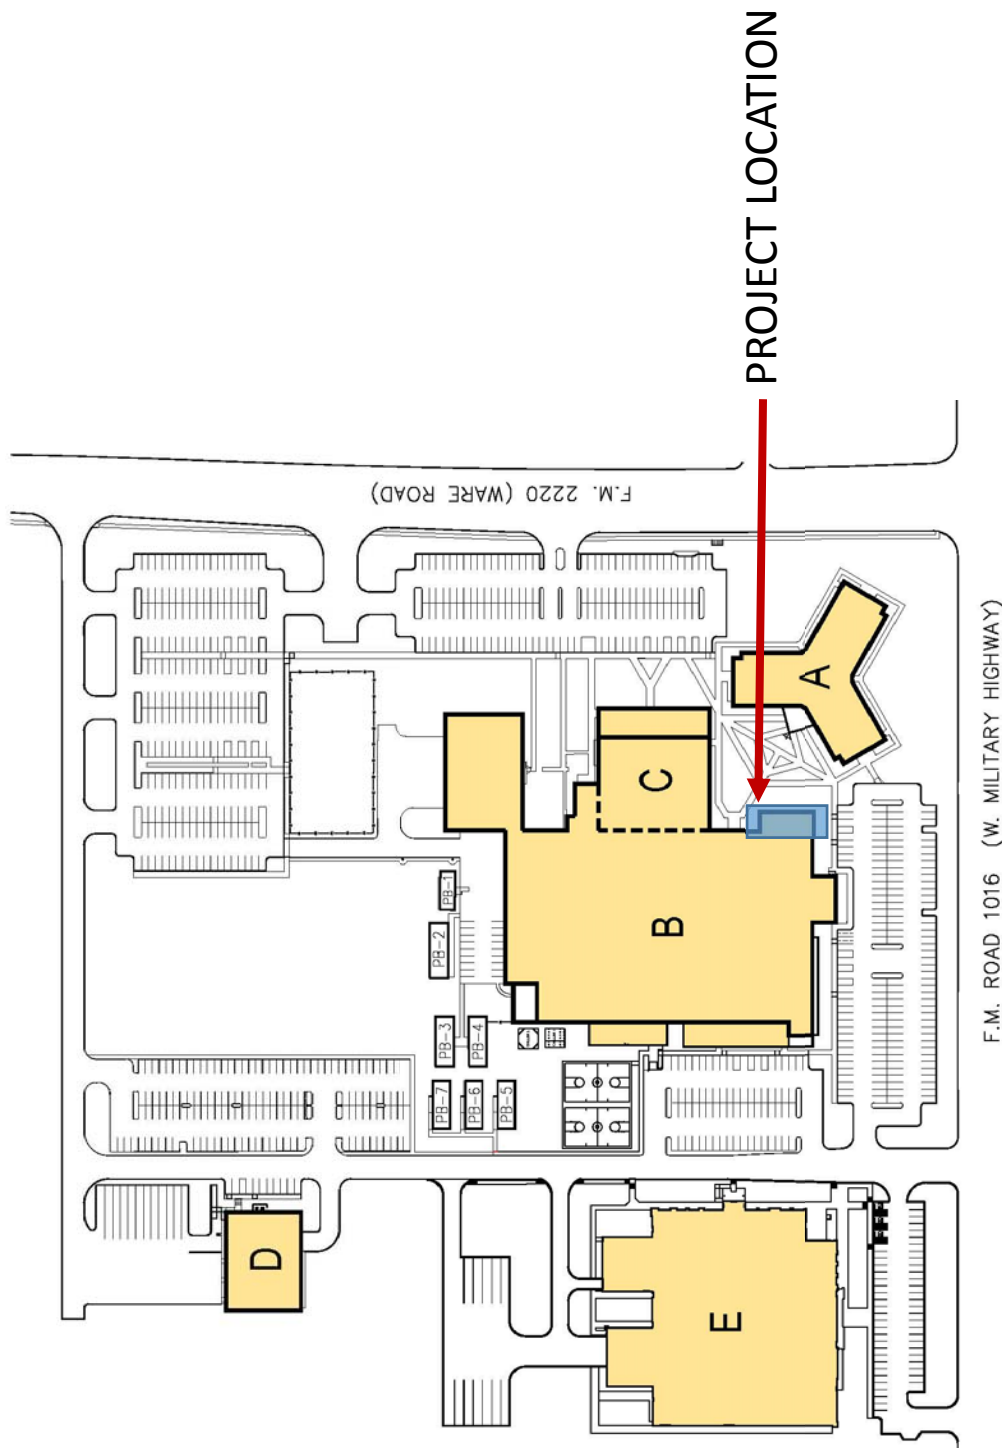 PROJECT LOCATION
F.M. 2220 (WARE ROAD)
A
C
B
PB-1
PB-2
PB-3
PB-4
PB-7
PB-6
PB-5
D
E
F.M. ROAD 1016 (W. MILITARY HIGHWAY)